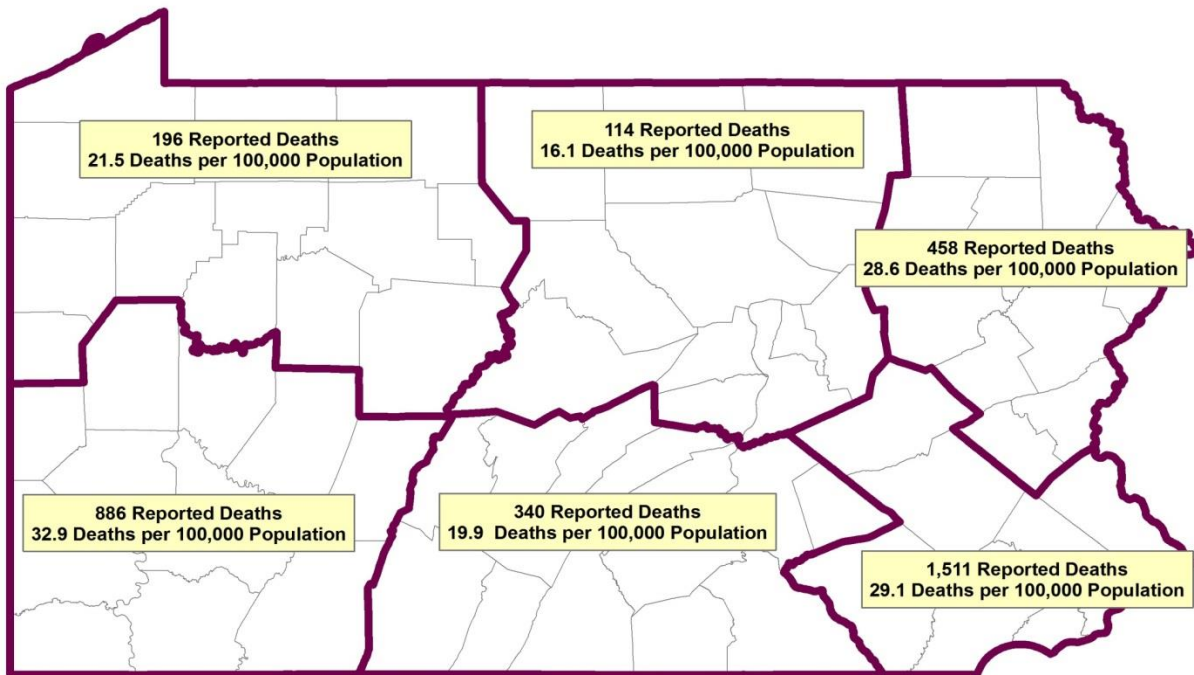 196 Reported Deaths
21.5 Deaths per 100,000 Population
114 Reported Deaths
16.1 Deaths per 100,000 Population
458 Reported Deaths
28.6 Deaths per 100,000 Population
886 Reported Deaths
32.9 Deaths per 100,000 Population
340 Reported Deaths
19.9 Deaths per 100,000 Population
1,511 Reported Deaths
29.1 Deaths per 100,000 Population